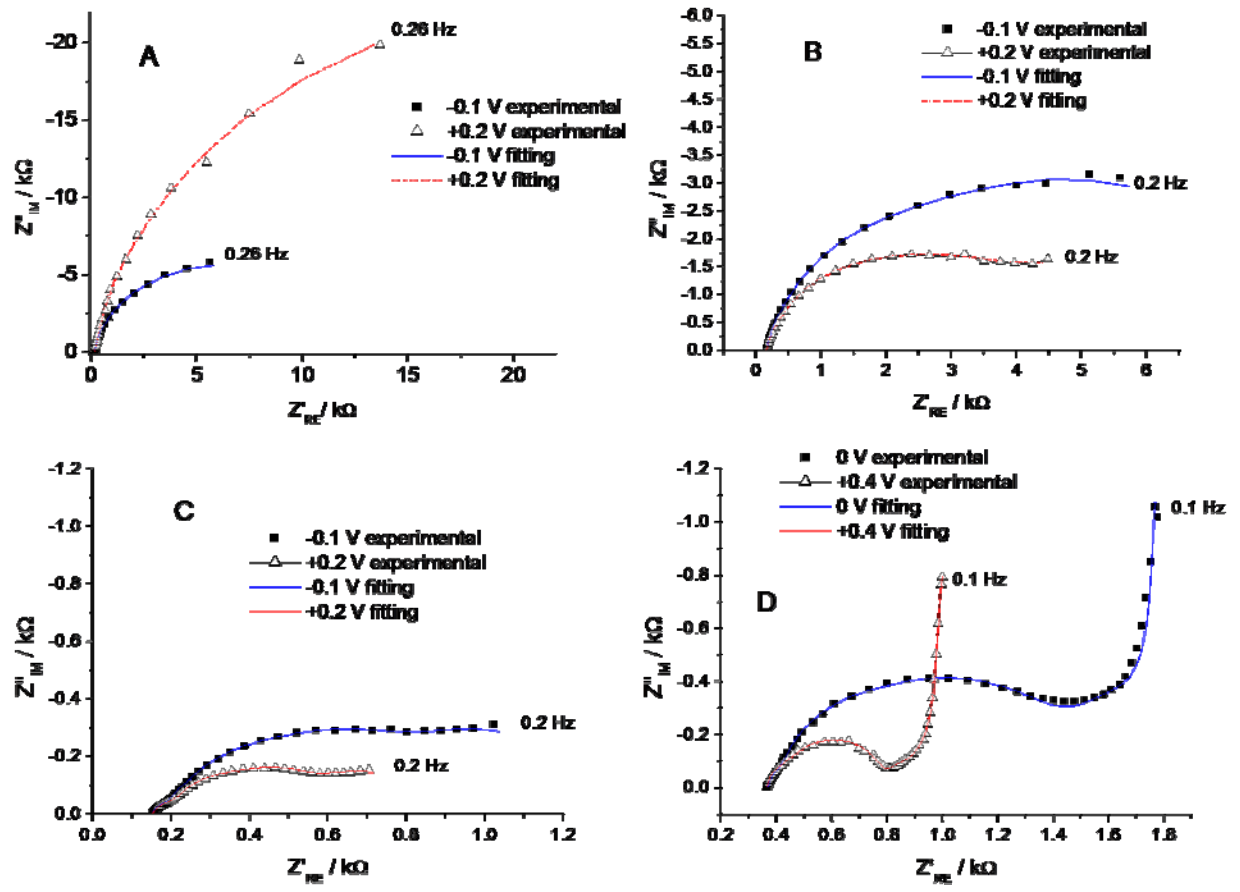 A
-20
-15
-10
-5
0
0 5 10 15 20
Z''IM / kΩ
Z'RE / kΩ
0.26 Hz
-0.1 V experimental
+0.2 V experimental
-0.1 V fitting
+0.2 V fitting
0.26 Hz
B
-6.0
-5.5
-5.0
-4.5
-4.0
-3.5
-3.0
-2.5
-2.0
-1.5
-1.0
-0.5
0.0
0 1 2 3 4 5 6
Z''IM / kΩ
Z'RE / kΩ
-0.1 V experimental
+0.2 V experimental
-0.1 V fitting
+0.2 V fitting
0.2 Hz
0.2 Hz
C
-1.2
-1.0
-0.8
-0.6
-0.4
-0.2
0.0
0.0 0.2 0.4 0.6 0.8 1.0 1.2
Z''IM / kΩ
Z'RE / kΩ
-0.1 V experimental
+0.2 V experimental
-0.1 V fitting
+0.2 V fitting
0.2 Hz
0.2 Hz
0 V experimental
+0.4 V experimental
0 V fitting
+0.4 V fitting
D
-1.2
-1.0
-0.8
-0.6
-0.4
-0.2
0.0
0.2 0.4 0.6 0.8 1.0 1.2 1.4 1.6 1.8
Z''IM / kΩ
Z'RE / kΩ
0.1 Hz
0.1 Hz